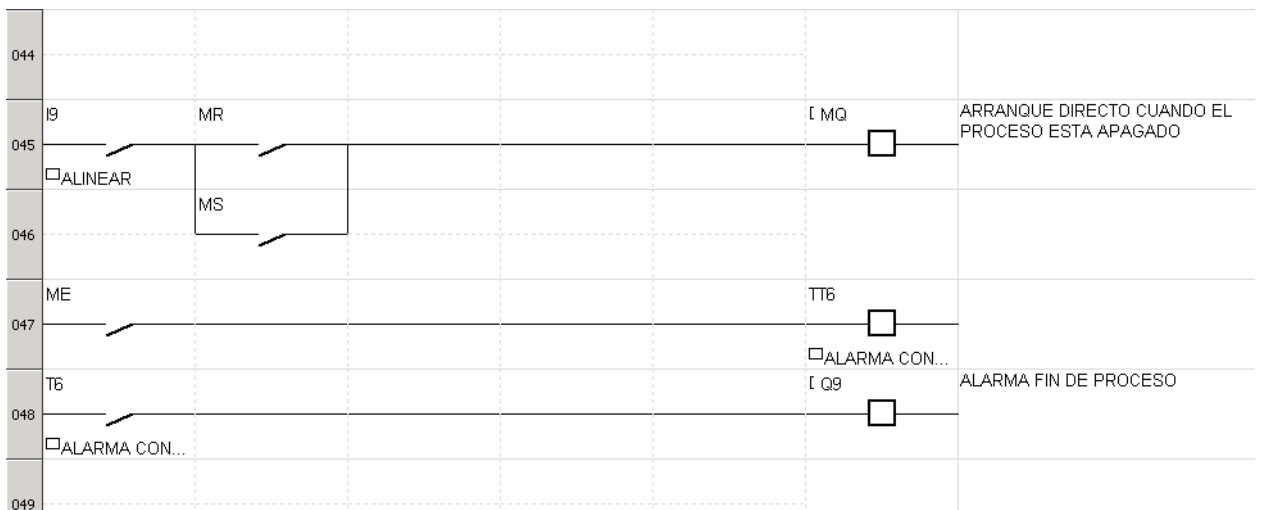 044
I9 MR [ MQ ARRANQUE DIRECTO CUANDO EL
PROCESO ESTA APAGADO
045
ALINEAR
MS
046
ME TT6
047
ALARMA CON...
T6 [ Q9 ALARMA FIN DE PROCESO
048
ALARMA CON...
049